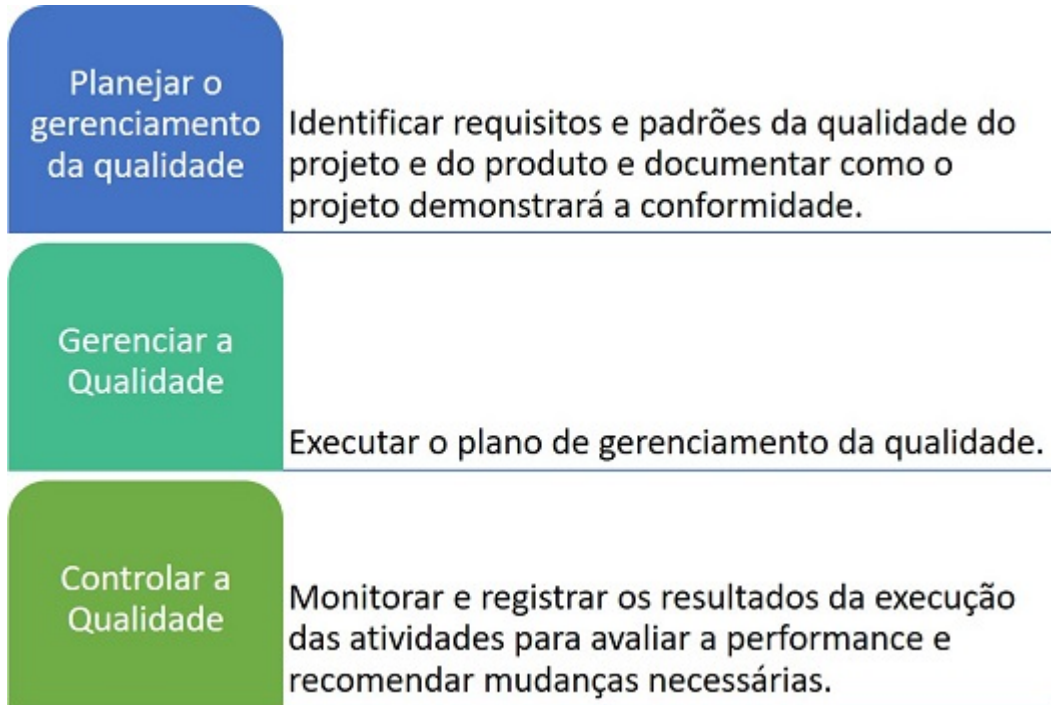 Planejar o
gerenciamento
da qualidade
Identificar requisitos e padrões da qualidade do
projeto e do produto e documentar como o
projeto demonstrará a conformidade.
Gerenciar a
Qualidade
Executar o plano de gerenciamento da qualidade.
Controlar a
Qualidade
Monitorar e registrar os resultados da execução
das atividades para avaliar a performance e
recomendar mudanças necessárias.